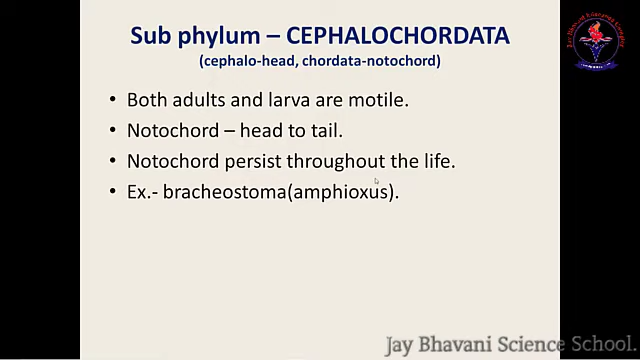 Sub phylum – CEPHALOCHORDATA
(cephalo-head, chordata-notochord)
• Both adults and larva are motile.
• Notochord – head to tail.
• Notochord persist throughout the life.
• Ex.- bracheostoma(amphioxus).
Jay Bhavani Science School.